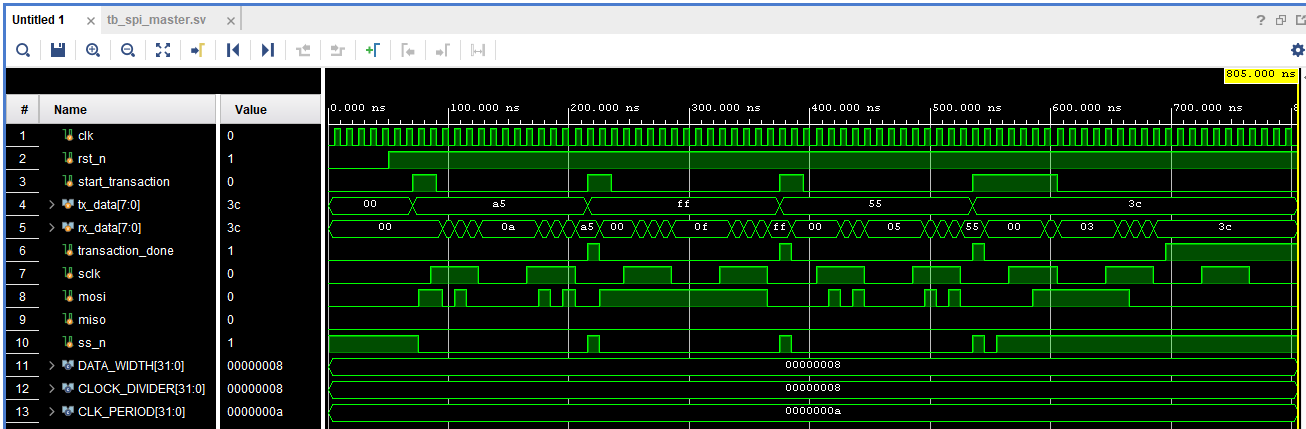 Untitled 1 × tb_spi_master.sv × ?
805.000 ns
# Name Value 0.000 ns 100.000 ns 200.000 ns 300.000 ns 400.000 ns 500.000 ns 600.000 ns 700.000 ns
1 clk 0
2 rst_n 1
3 start_transaction 0
4 tx_data[7:0] 3c 00 a5 ff 55 3c
5 rx_data[7:0] 3c 00 0a a5 00 0f ff 00 05 55 00 03 3c
6 transaction_done 1
7 sclk 0
8 mosi 0
9 miso 0
10 ss_n 1
11 DATA_WIDTH[31:0] 00000008 00000008
12 CLOCK_DIVIDER[31:0] 00000008 00000008
13 CLK_PERIOD[31:0] 0000000a 0000000a